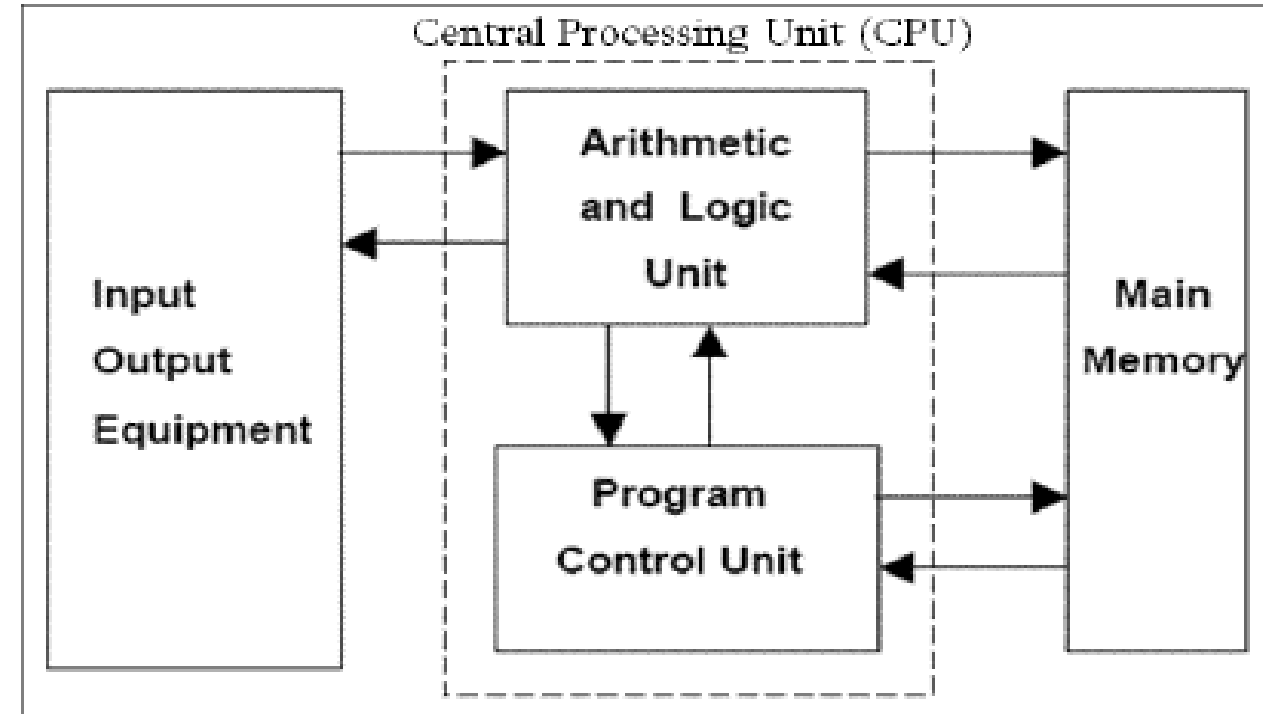 Central Processing Unit (CPU)
Input
Output
Equipment
Arithmetic
and Logic
Unit
Program
Control Unit
Main
Memory